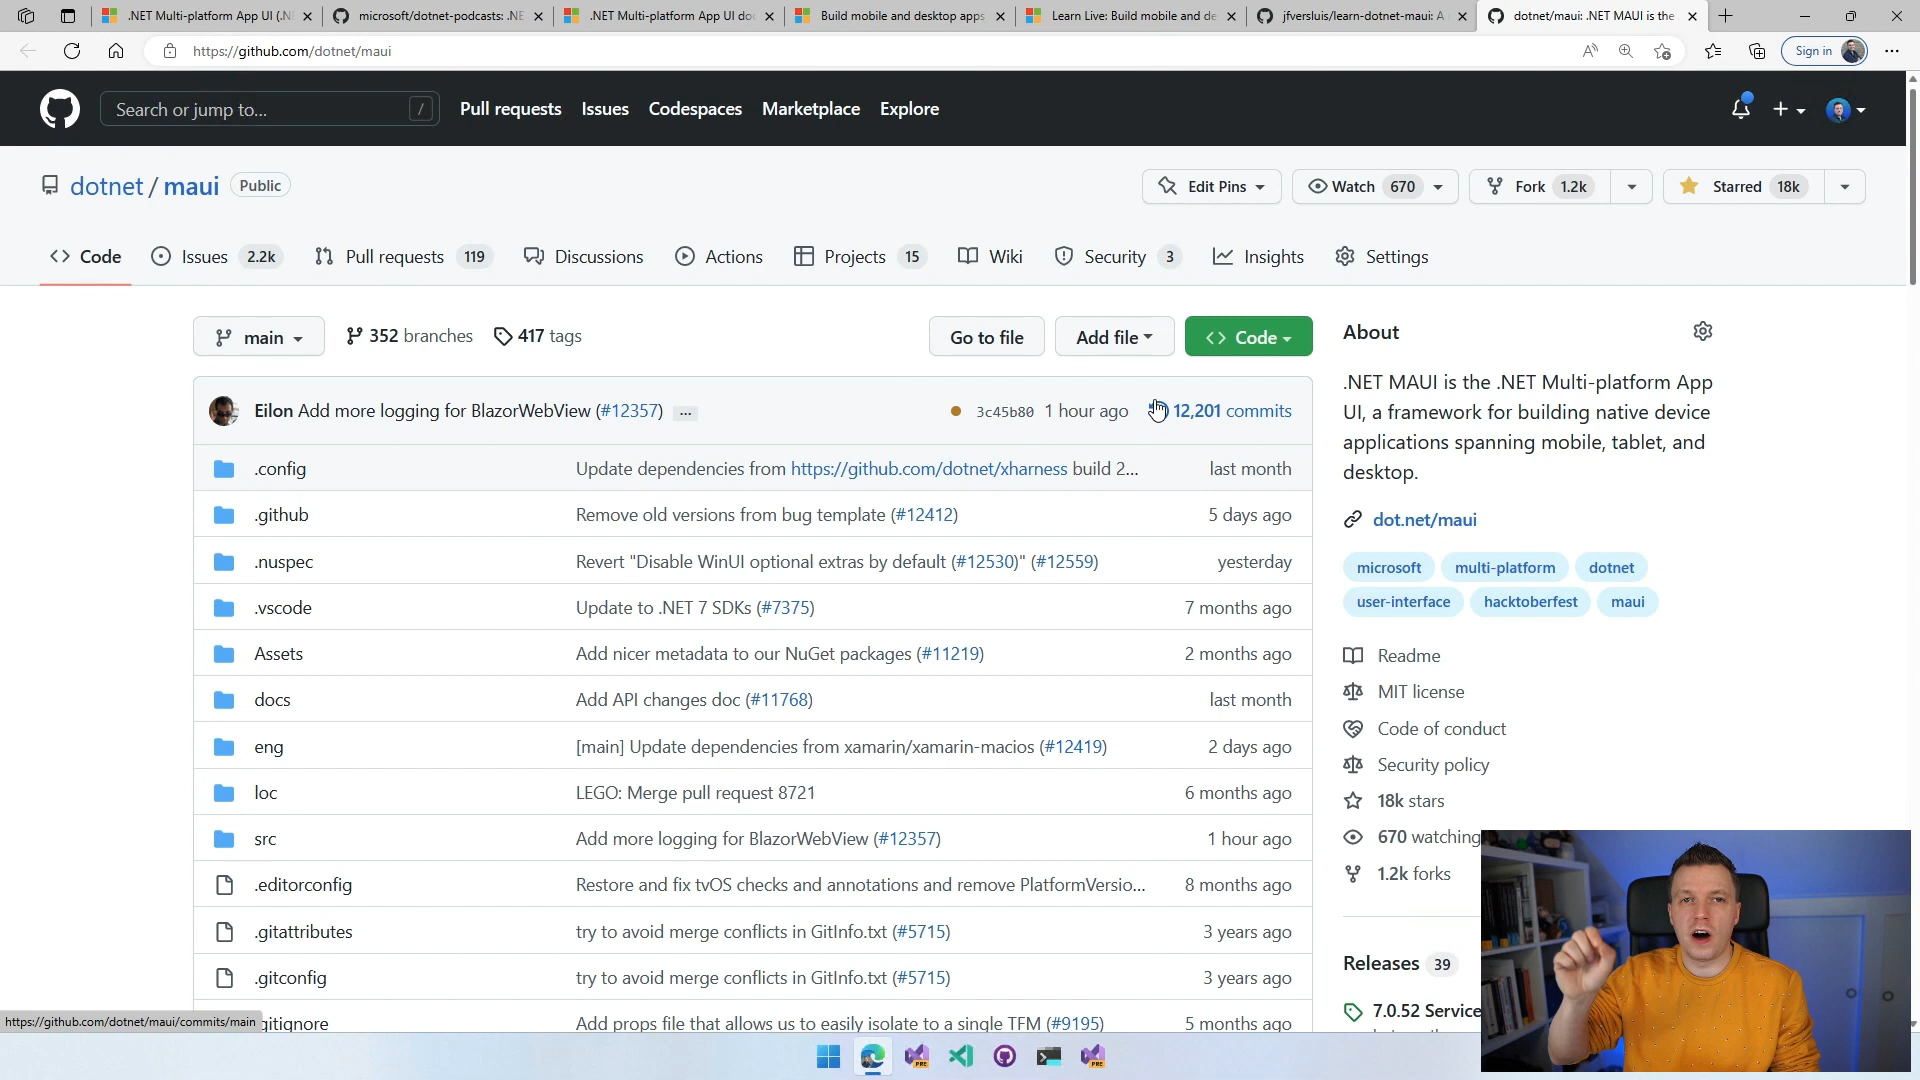 .NET Multi-platform App UI (.N
microsoft/dotnet-podcasts: .NE
.NET Multi-platform App UI do
Build mobile and desktop apps
Learn Live: Build mobile and de
jfversluis/learn-dotnet-maui: A
dotnet/maui: .NET MAUI is the
https://github.com/dotnet/maui
Sign in
Search or jump to...
/
Pull requests
Issues
Codespaces
Marketplace
Explore
dotnet / maui
Public
Edit Pins
Watch 670
Fork 1.2k
Starred 18k
Code
Issues 2.2k
Pull requests 119
Discussions
Actions
Projects 15
Wiki
Security 3
Insights
Settings
main
352 branches
417 tags
Go to file
Add file
Code
Eilon Add more logging for BlazorWebView (#12357) ...
3c45b80 1 hour ago
12,201 commits
.config Update dependencies from https://github.com/dotnet/xharness build 2... last month
.github Remove old versions from bug template (#12412) 5 days ago
.nuspec Revert "Disable WinUI optional extras by default (#12530)" (#12559) yesterday
.vscode Update to .NET 7 SDKs (#7375) 7 months ago
Assets Add nicer metadata to our NuGet packages (#11219) 2 months ago
docs Add API changes doc (#11768) last month
eng [main] Update dependencies from xamarin/xamarin-macios (#12419) 2 days ago
loc LEGO: Merge pull request 8721 6 months ago
src Add more logging for BlazorWebView (#12357) 1 hour ago
.editorconfig Restore and fix tvOS checks and annotations and remove PlatformVersio... 8 months ago
.gitattributes try to avoid merge conflicts in GitInfo.txt (#5715) 3 years ago
.gitconfig try to avoid merge conflicts in GitInfo.txt (#5715) 3 years ago
gitignore Add props file that allows us to easily isolate to a single TFM (#9195) 5 months ago
https://github.com/dotnet/maui/commits/main
About
.NET MAUI is the .NET Multi-platform App
UI, a framework for building native device
applications spanning mobile, tablet, and
desktop.
dot.net/maui
microsoft multi-platform dotnet
user-interface hacktoberfest maui
Readme
MIT license
Code of conduct
Security policy
18k stars
670 watching
1.2k forks
Releases 39
7.0.52 Service
PRE
PRE